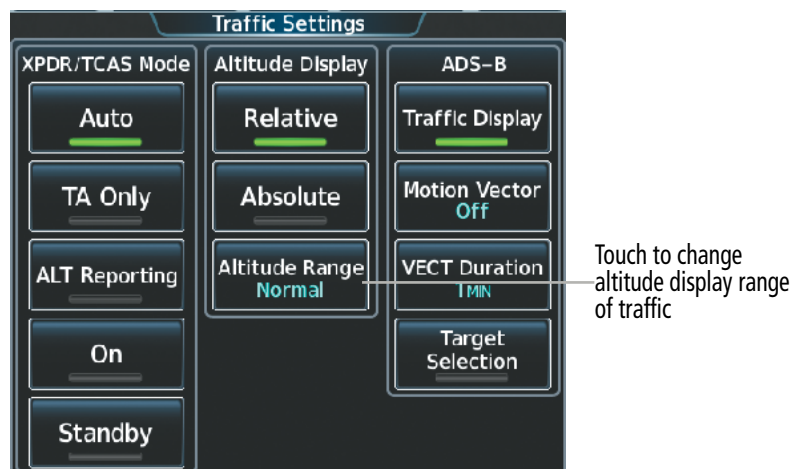 Traffic Settings
XPDR/TCAS Mode
Auto
TA Only
ALT Reporting
On
Standby
Altitude Display
Relative
Absolute
Altitude Range
Normal
ADS–B
Traffic Display
Motion Vector
Off
VECT Duration
1MIN
Target
Selection
Touch to change
altitude display range
of traffic